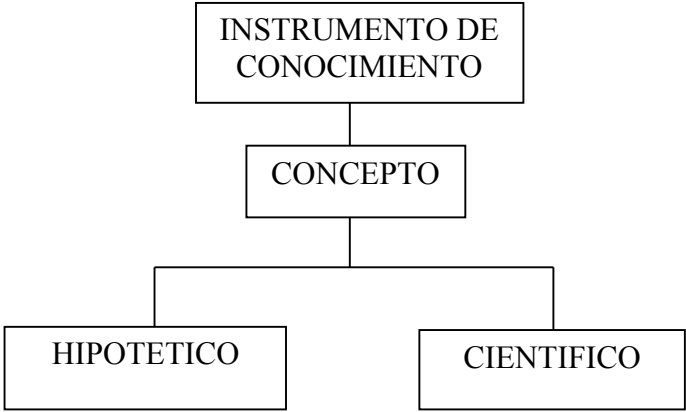 INSTRUMENTO DE
CONOCIMIENTO
CONCEPTO
HIPOTETICO
CIENTIFICO